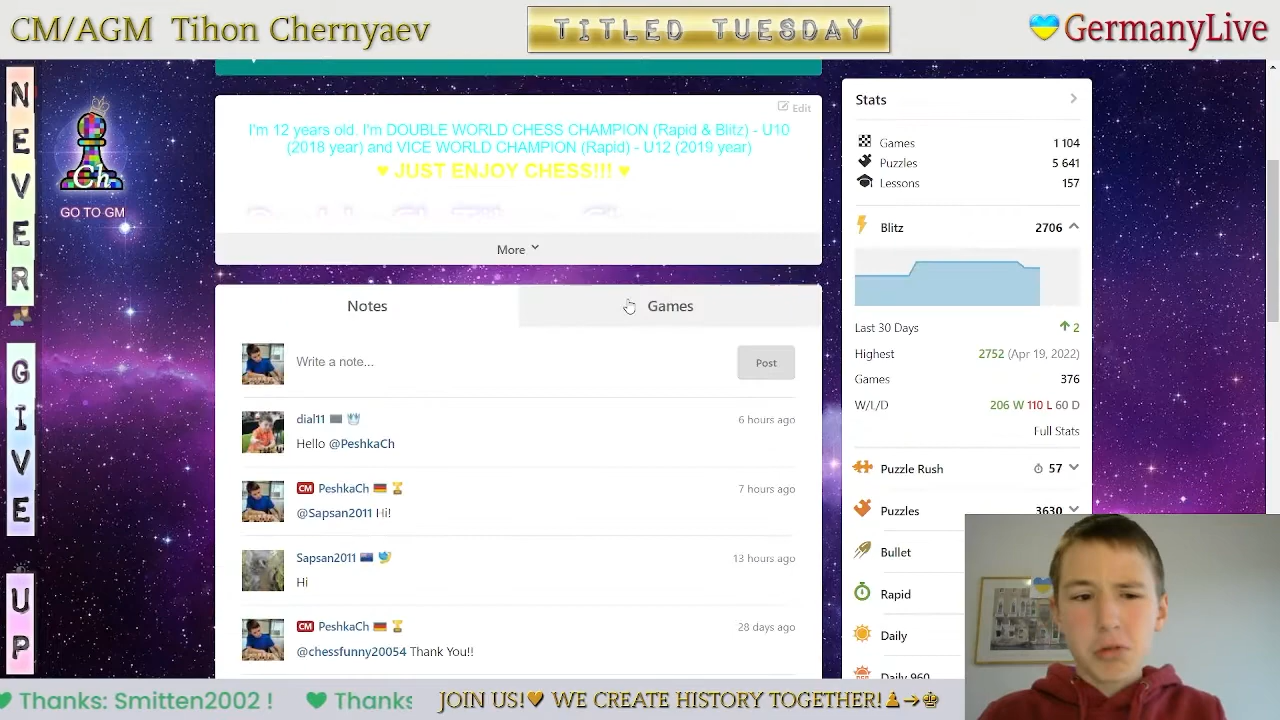 CM/AGM Tihon Chernyaev
TITLED TUESDAY
GermanyLive
NEVER
GIVE
UP
Ch
GO TO GM
Edit
I'm 12 years old. I'm DOUBLE WORLD CHESS CHAMPION (Rapid & Blitz) - U10
(2018 year) and VICE WORLD CHAMPION (Rapid) - U12 (2019 year)
♥ JUST ENJOY CHESS!!! ♥
More
Notes
Games
Write a note...
Post
dial11
6 hours ago
Hello @PeshkaCh
CM PeshkaCh
7 hours ago
@Sapsan2011 Hi!
Sapsan2011
13 hours ago
Hi
CM PeshkaCh
28 days ago
@chessfunny20054 Thank You!!
Stats
Games 1 104
Puzzles 5 641
Lessons 157
Blitz 2706
Last 30 Days 2
Highest 2752 (Apr 19, 2022)
Games 376
W/L/D 206 W 110 L 60 D
Full Stats
Puzzle Rush 57
Puzzles 3630
Bullet
Rapid
Daily
Daily 960
Thanks: Smitten2002 !
Thanks
JOIN US!♥ WE CREATE HISTORY TOGETHER!♟→♚